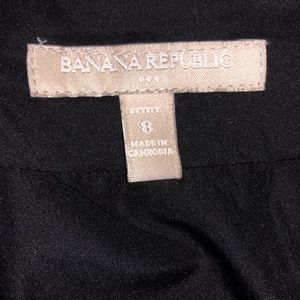 BANANA REPUBLIC
PETITE
8
MADE IN
CAMBODIA